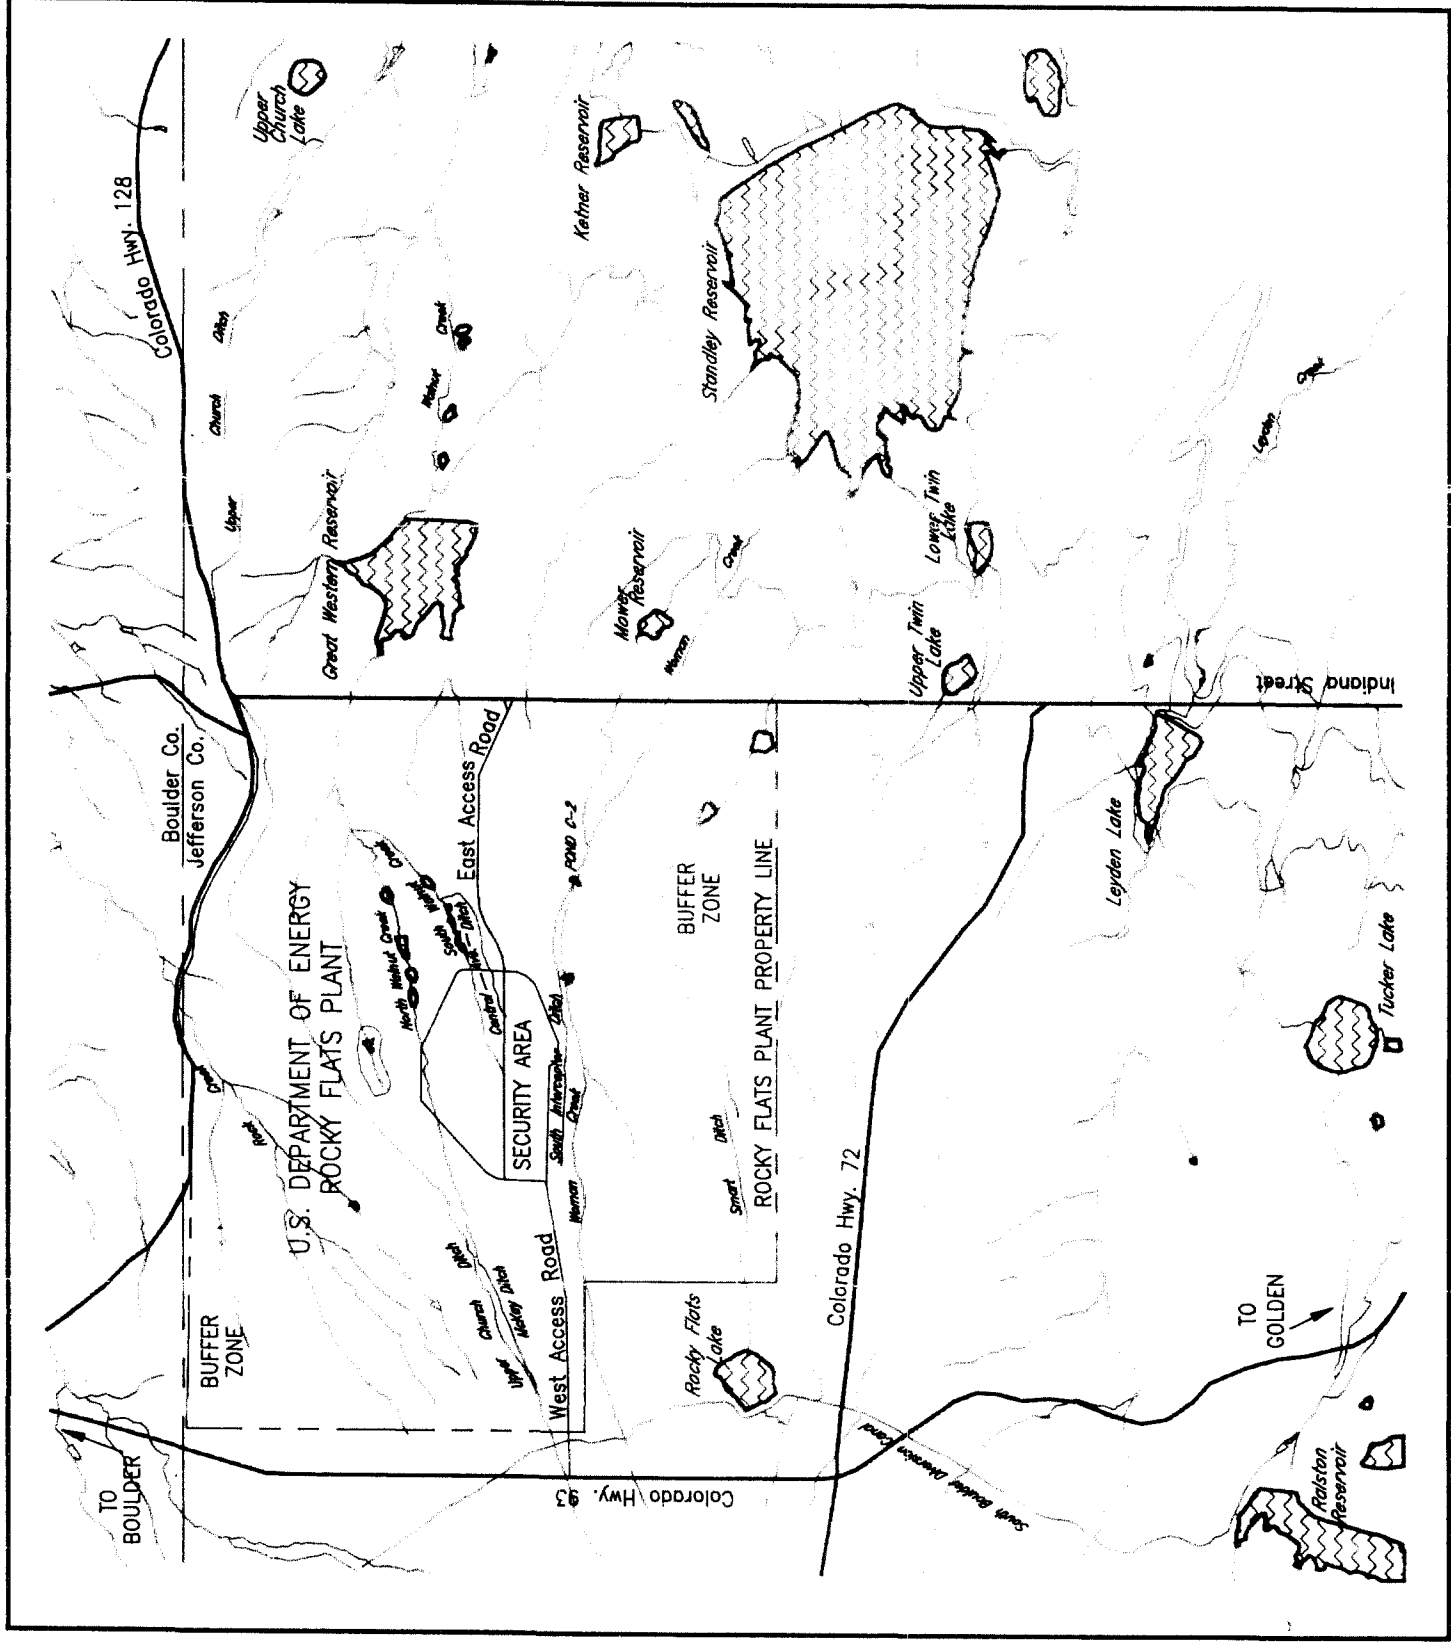 TO
BOULDER
BUFFER
ZONE
Boulder Co.
Jefferson Co.
Colorado Hwy. 128
Upper
Church
Lake
Upper
Church
Ditch
U.S. DEPARTMENT OF ENERGY
ROCKY FLATS PLANT
Rock
Creek
North Walnut Creek
South
Walnut
Creek
Central
Ave.
Ditch
Great Western Reservoir
Walnut
Creek
Upper
Church
Ditch
McKay Ditch
West Access Road
SECURITY AREA
East Access Road
South Interceptor
Ditch
Woman
Creek
POND C-2
Mower
Reservoir
Woman
Creek
Ketner Reservoir
Colorado Hwy. 93
Rocky Flats
Lake
Smart
Ditch
BUFFER
ZONE
ROCKY FLATS PLANT PROPERTY LINE
Standley Reservoir
Upper Twin
Lake
Lower Twin
Lake
Colorado Hwy. 72
South Boulder Diversion Canal
Leyden Lake
Leyden
Creek
Indiana Street
TO
GOLDEN
Ralston
Reservoir
Tucker Lake